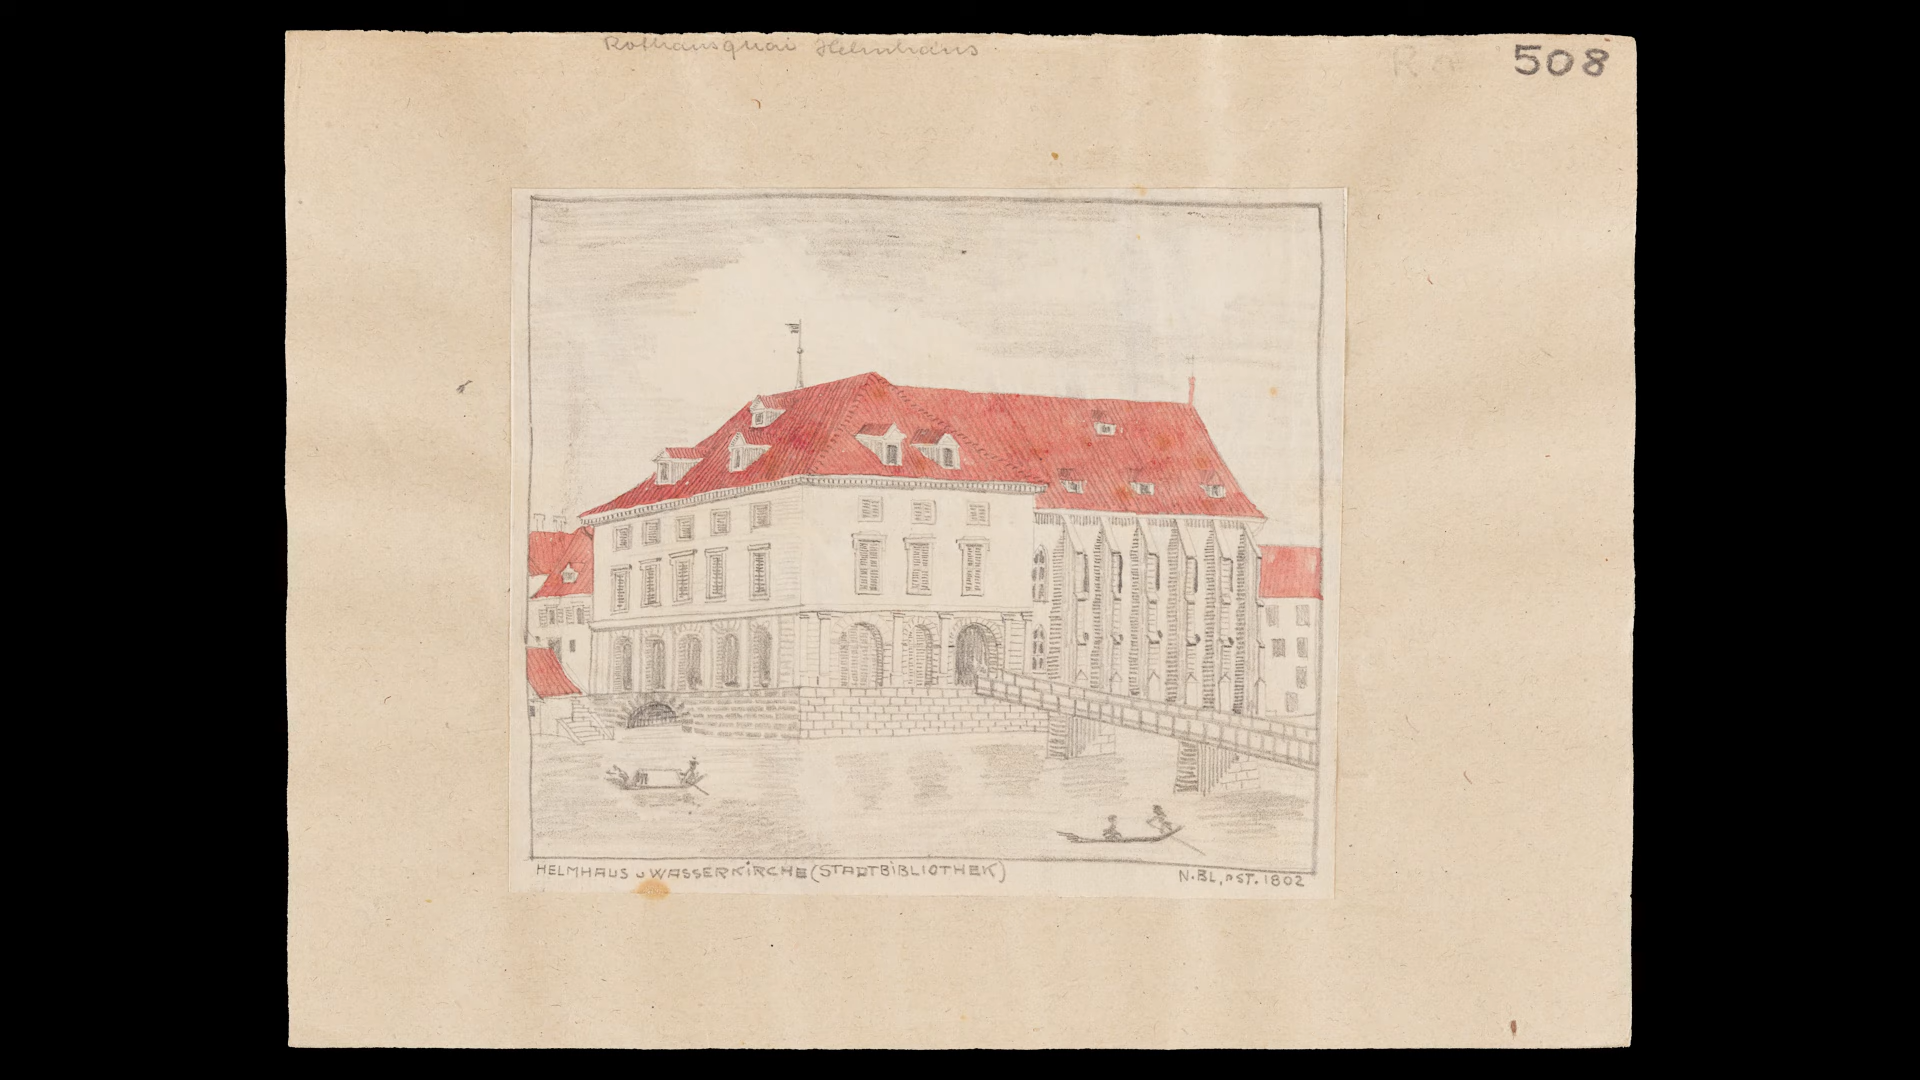 Rathausquai Helmhaus
508
HELMHAUS u WASSERKIRCHE (STADTBIBLIOTHEK)
N. BL, n ST. 1802